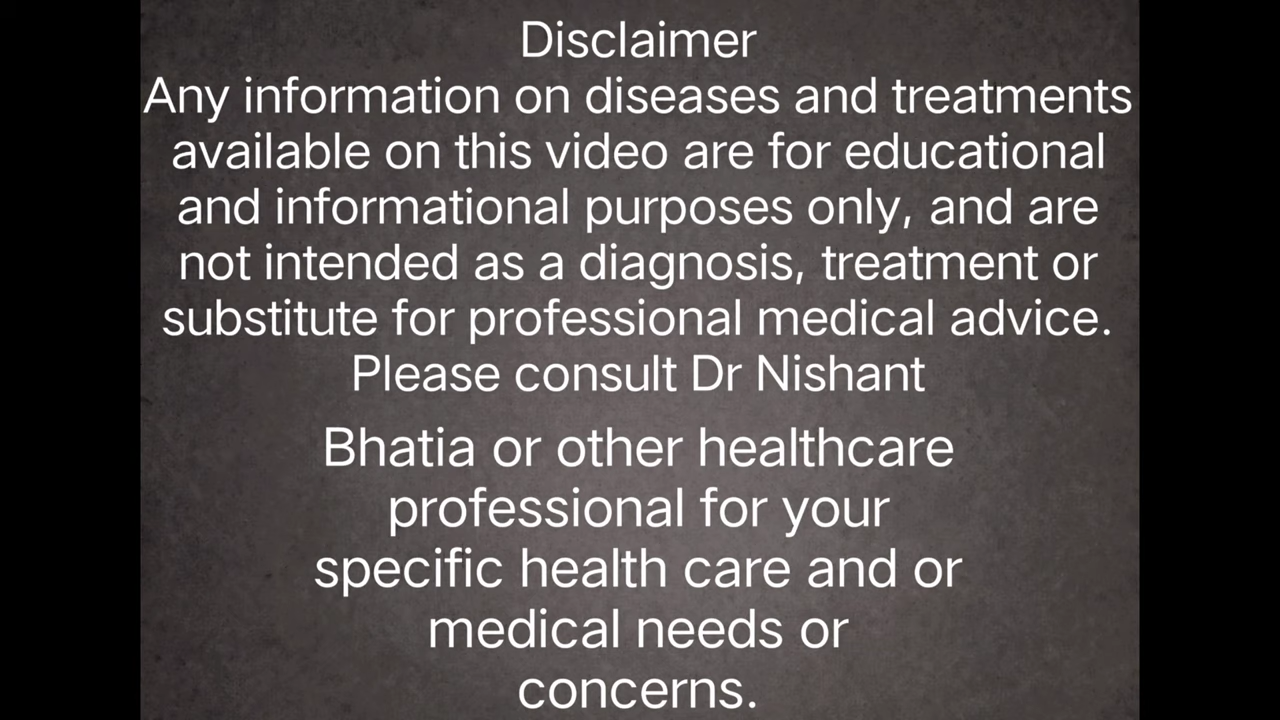 Disclaimer
Any information on diseases and treatments
available on this video are for educational
and informational purposes only, and are
not intended as a diagnosis, treatment or
substitute for professional medical advice.
Please consult Dr Nishant
Bhatia or other healthcare
professional for your
specific health care and or
medical needs or
concerns.